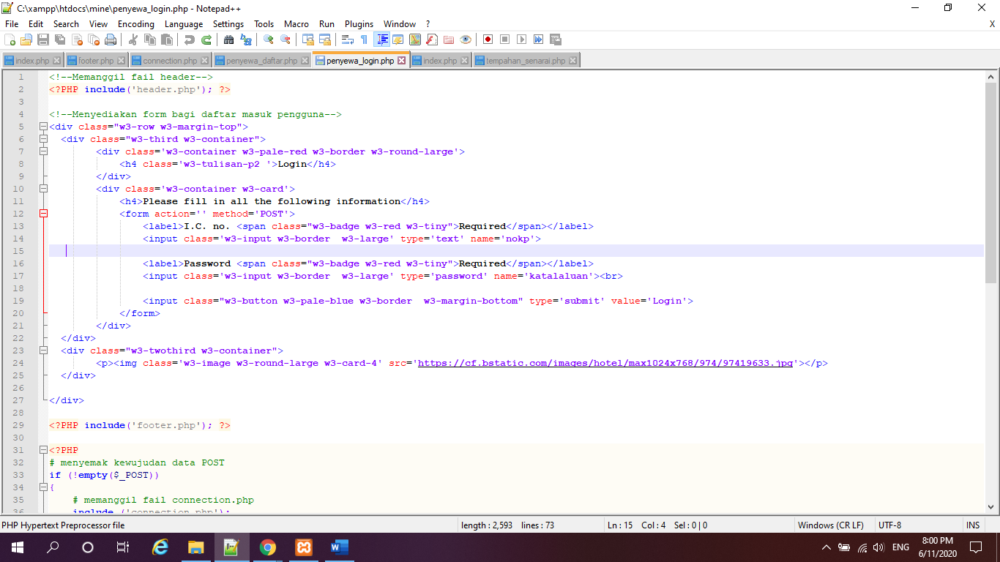 C:\xampp\htdocs\mine\penyewa_login.php - Notepad++
File Edit Search View Encoding Language Settings Tools Macro Run Plugins Window ? X
index.php footer.php connection.php penyewa_daftar.php penyewa_login.php index.php tempahan_senarai.php
1 <!--Memanggil fail header-->
2 <?PHP include('header.php'); ?>
3
4 <!--Menyediakan form bagi daftar masuk pengguna-->
5 <div class="w3-row w3-margin-top">
6 <div class="w3-third w3-container">
7 <div class='w3-container w3-pale-red w3-border w3-round-large'>
8 <h4 class='w3-tulisan-p2 '>Login</h4>
9 </div>
10 <div class='w3-container w3-card'>
11 <h4>Please fill in all the following information</h4>
12 <form action='' method='POST'>
13 <label>I.C. no. <span class="w3-badge w3-red w3-tiny">Required</span></label>
14 <input class='w3-input w3-border  w3-large' type='text' name='nokp'>
15
16 <label>Password <span class="w3-badge w3-red w3-tiny">Required</span></label>
17 <input class='w3-input w3-border  w3-large' type='password' name='katalaluan'><br>
18
19 <input class="w3-button w3-pale-blue w3-border  w3-margin-bottom" type='submit' value='Login'>
20 </form>
21 </div>
22 </div>
23 <div class="w3-twothird w3-container">
24 <p><img class='w3-image w3-round-large w3-card-4' src='https://cf.bstatic.com/images/hotel/max1024x768/974/97419633.jpg'></p>
25 </div>
26
27 </div>
28
29 <?PHP include('footer.php'); ?>
30
31 <?PHP
32 # menyemak kewujudan data POST
33 if (!empty($_POST))
34 {
35 # memanggil fail connection.php
36 include ('connection.php');
PHP Hypertext Preprocessor file length : 2,593 lines : 73 Ln : 15 Col : 4 Sel : 0 | 0 Windows (CR LF) UTF-8 INS
ENG
8:00 PM
6/11/2020